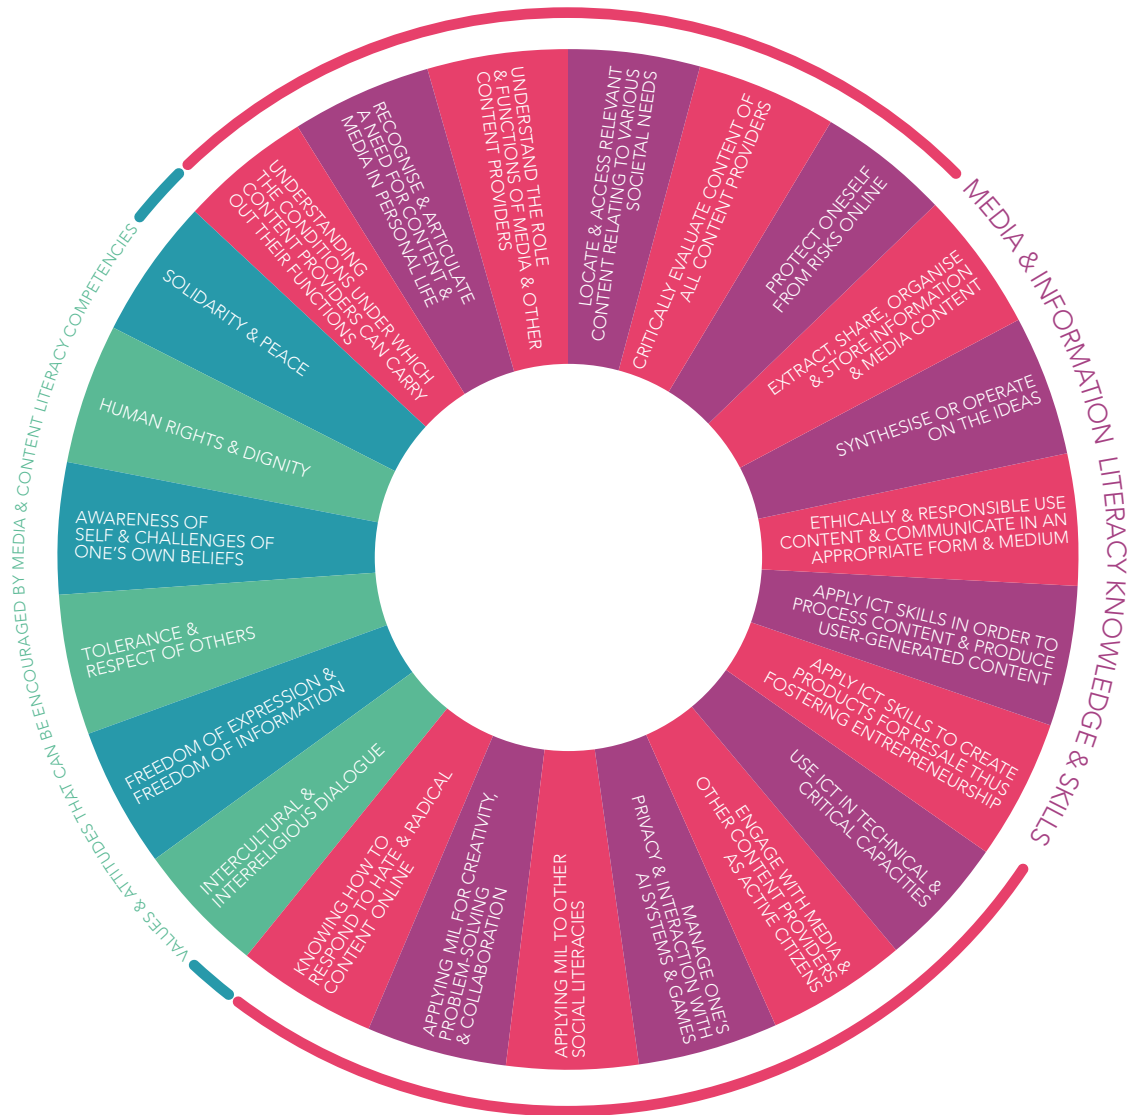 LOCATE & ACCESS RELEVANT
CONTENT RELATING TO VARIOUS
SOCIETAL NEEDS
CRITICALLY EVALUATE CONTENT OF
ALL CONTENT PROVIDERS
PROTECT ONESELF
FROM RISKS ONLINE
EXTRACT, SHARE, ORGANISE
& STORE INFORMATION
& MEDIA CONTENT
SYNTHESISE OR OPERATE
ON THE IDEAS
ETHICALLY & RESPONSIBLE USE
CONTENT & COMMUNICATE IN AN
APPROPRIATE FORM & MEDIUM
APPLY ICT SKILLS IN ORDER TO
PROCESS CONTENT & PRODUCE
USER-GENERATED CONTENT
APPLY ICT SKILLS TO CREATE
PRODUCTS FOR RESALE THUS
FOSTERING ENTREPRENEURSHIP
USE ICT IN TECHNICAL &
CRITICAL CAPACITIES
ENGAGE WITH MEDIA &
OTHER CONTENT PROVIDERS
AS ACTIVE CITIZENS
MANAGE ONE'S
PRIVACY & INTERACTION WITH
AI SYSTEMS & GAMES
APPLYING MIL TO OTHER
SOCIAL LITERACIES
APPLYING MIL FOR CREATIVITY,
PROBLEM-SOLVING
& COLLABORATION
KNOWING HOW TO
RESPOND TO HATE & RADICAL
CONTENT ONLINE
INTERCULTURAL &
INTERRELIGIOUS DIALOGUE
FREEDOM OF EXPRESSION &
FREEDOM OF INFORMATION
TOLERANCE &
RESPECT OF OTHERS
AWARENESS OF
SELF & CHALLENGES OF
ONE'S OWN BELIEFS
HUMAN RIGHTS & DIGNITY
SOLIDARITY & PEACE
UNDERSTANDING
THE CONDITIONS UNDER WHICH
CONTENT PROVIDERS CAN CARRY
OUT THEIR FUNCTIONS
RECOGNISE & ARTICULATE
A NEED FOR CONTENT &
MEDIA IN PERSONAL LIFE
UNDERSTAND THE ROLE
& FUNCTIONS OF MEDIA & OTHER
CONTENT PROVIDERS
MEDIA & INFORMATION LITERACY KNOWLEDGE & SKILLS
VALUES & ATTITUDES THAT CAN BE ENCOURAGED BY MEDIA & CONTENT LITERACY COMPETENCIES